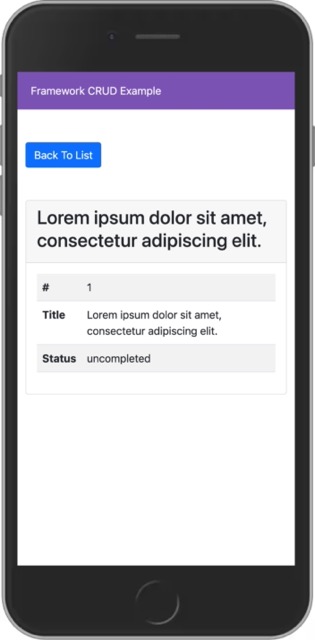 Framework CRUD Example
Back To List
Lorem ipsum dolor sit amet,
consectetur adipiscing elit.
# 1
Title Lorem ipsum dolor sit amet,
consectetur adipiscing elit.
Status uncompleted